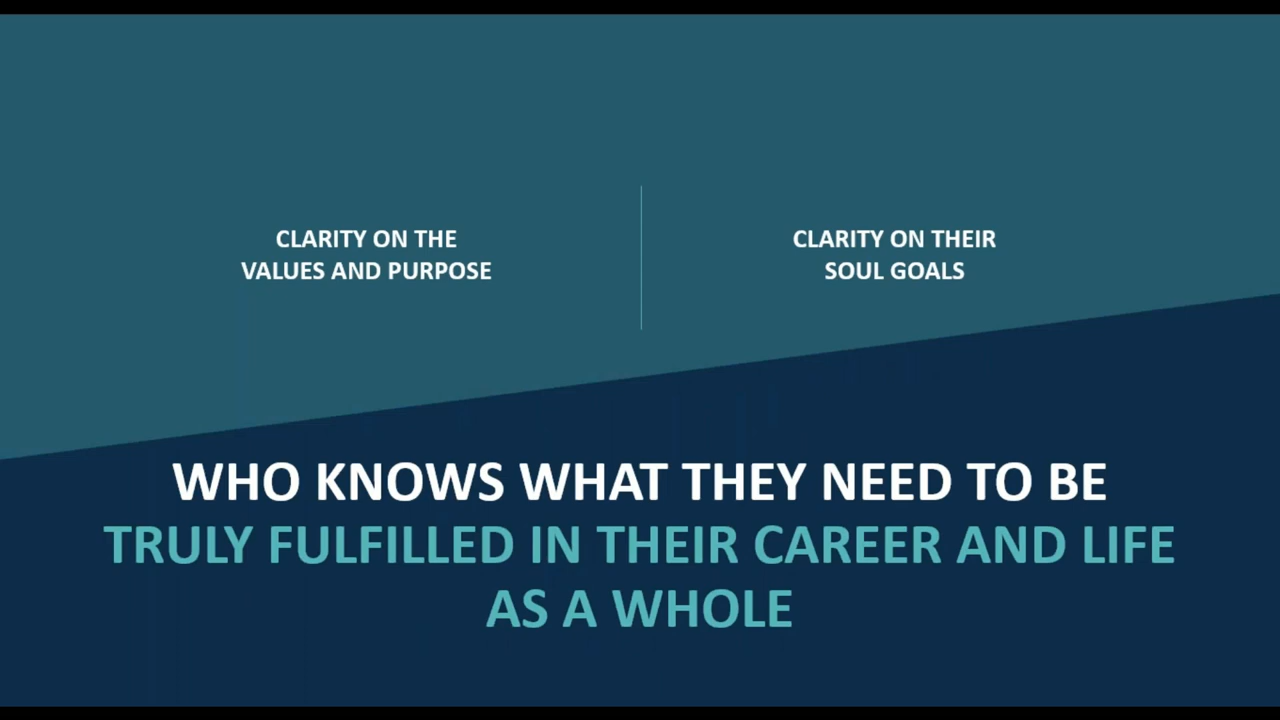 CLARITY ON THE
VALUES AND PURPOSE
CLARITY ON THEIR
SOUL GOALS
WHO KNOWS WHAT THEY NEED TO BE
TRULY FULFILLED IN THEIR CAREER AND LIFE
AS A WHOLE